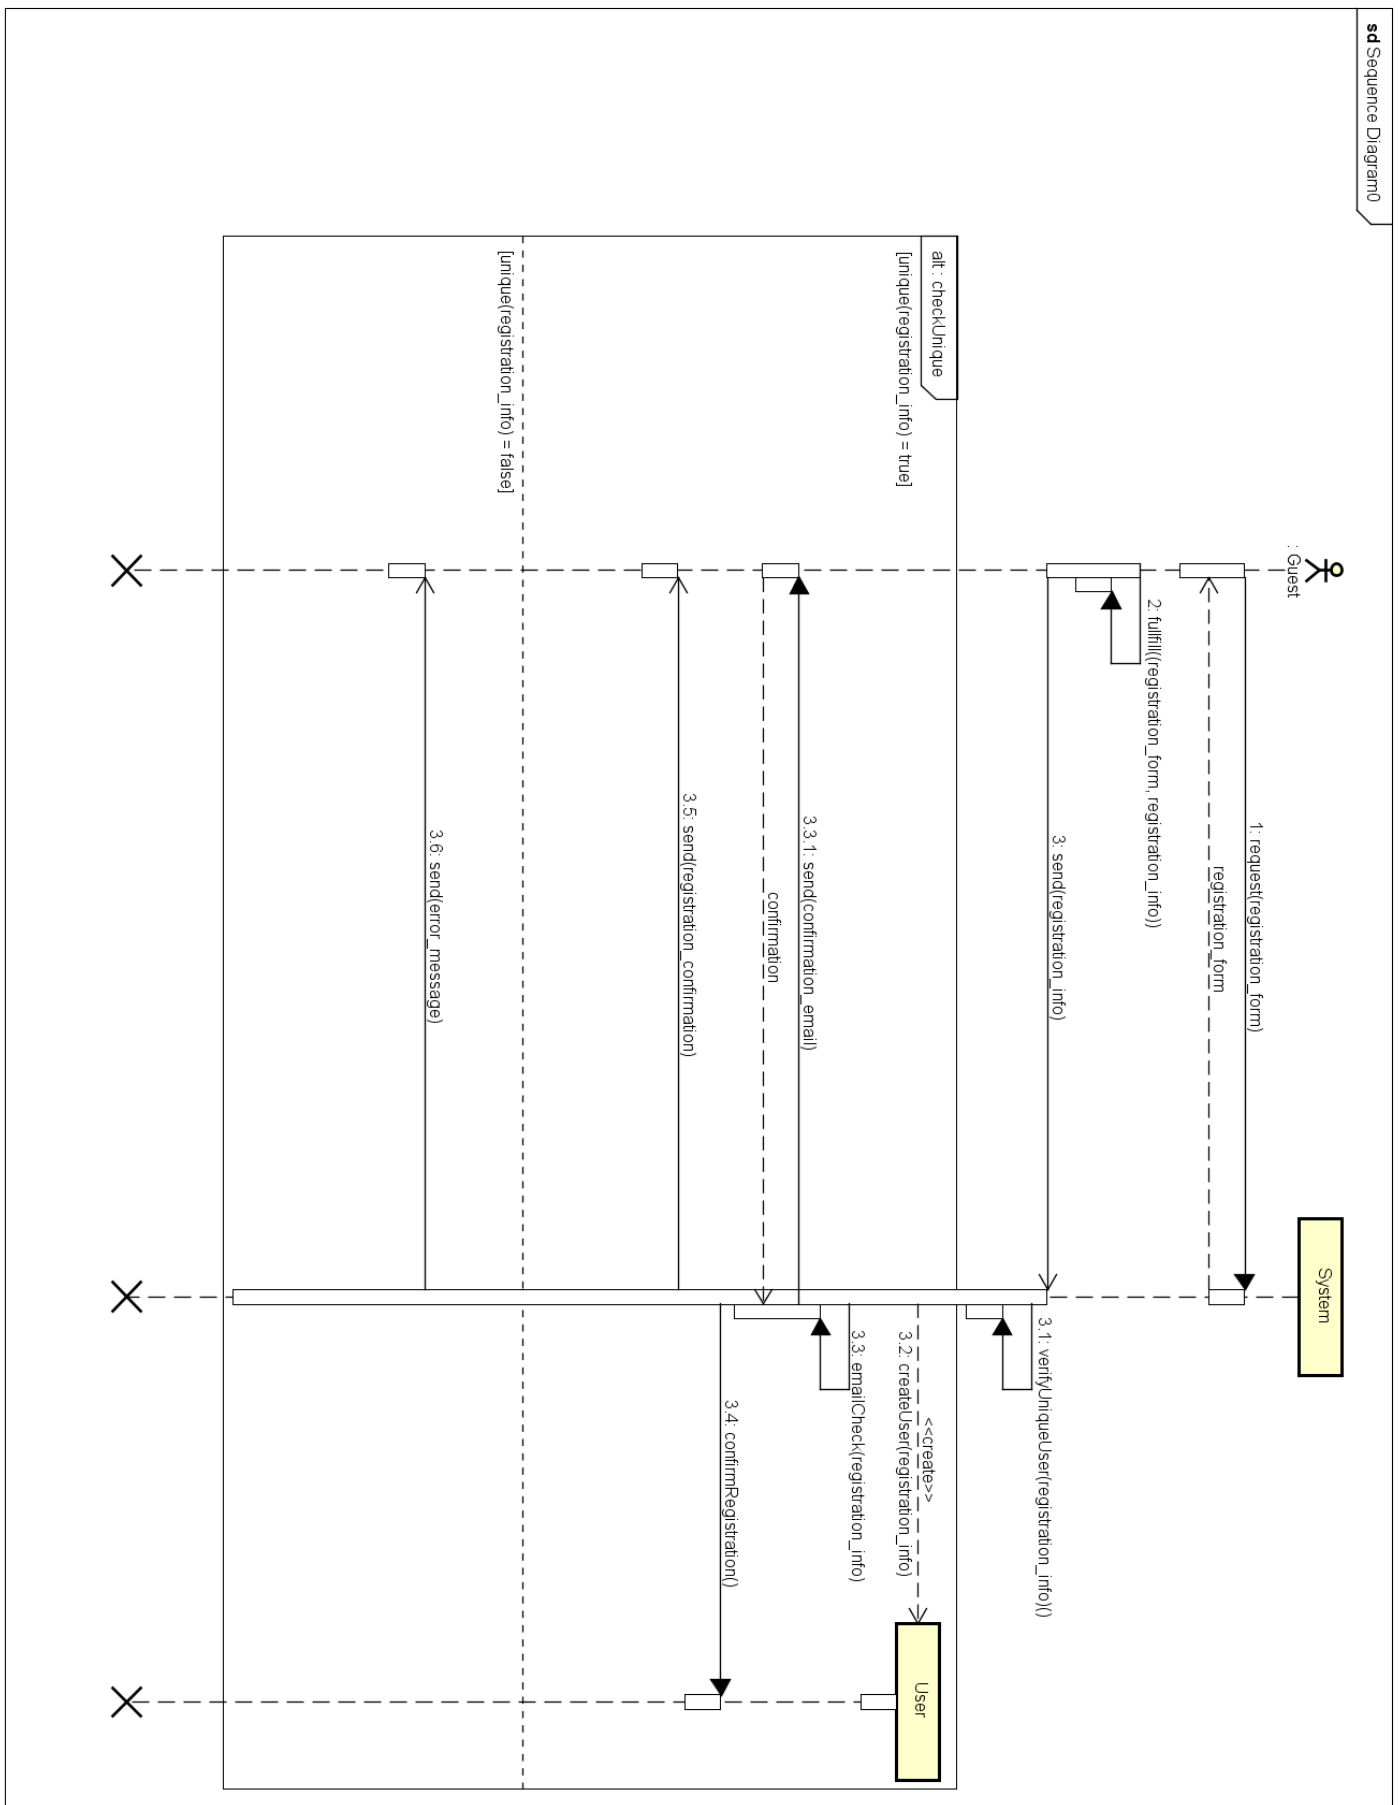 sd Sequence Diagram0
: Guest
System
1: request(registration_form)
registration_form
2: fullfill((registration_form, registration_info))
3: send(registration_info)
3.1: verifyUniqueUser(registration_info)()
alt : checkUnique
[unique(registration_info) = true]
<<create>>
3.2: createUser(registration_info)
User
3.3: emailCheck(registration_info)
3.3.1: send(confirmation_email)
confirmation
3.4: confirmRegistration()
3.5: send(registration_confirmation)
[unique(registration_info) = false]
3.6: send(error_message)